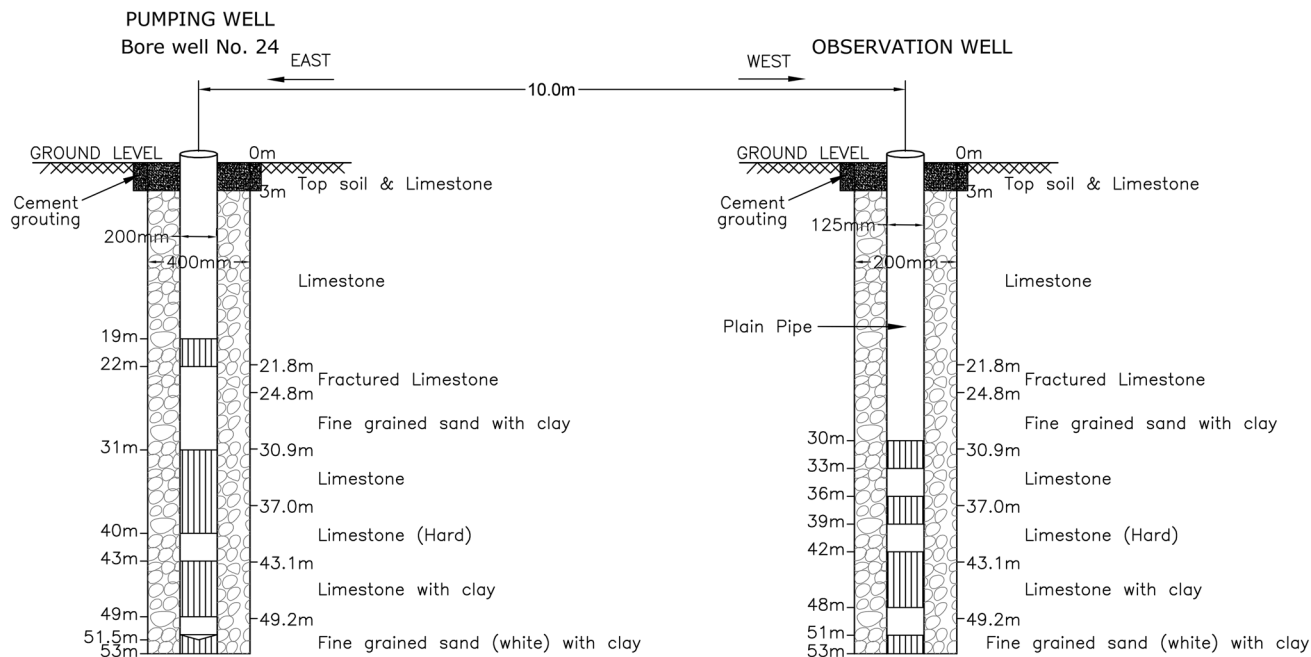 PUMPING WELL
Bore well No. 24
EAST
WEST
OBSERVATION WELL
10.0m
GROUND LEVEL
0m
Top soil & Limestone
3m
Cement
grouting
200mm
400mm
Limestone
19m
22m
21.8m
Fractured Limestone
24.8m
Fine grained sand with clay
31m
30.9m
Limestone
37.0m
40m
Limestone (Hard)
43m
43.1m
Limestone with clay
49m
49.2m
51.5m
Fine grained sand (white) with clay
53m
GROUND LEVEL
0m
Top soil & Limestone
3m
Cement
grouting
125mm
200mm
Limestone
Plain Pipe
21.8m
Fractured Limestone
24.8m
Fine grained sand with clay
30m
30.9m
33m
Limestone
36m
37.0m
39m
Limestone (Hard)
42m
43.1m
Limestone with clay
48m
49.2m
51m
Fine grained sand (white) with clay
53m